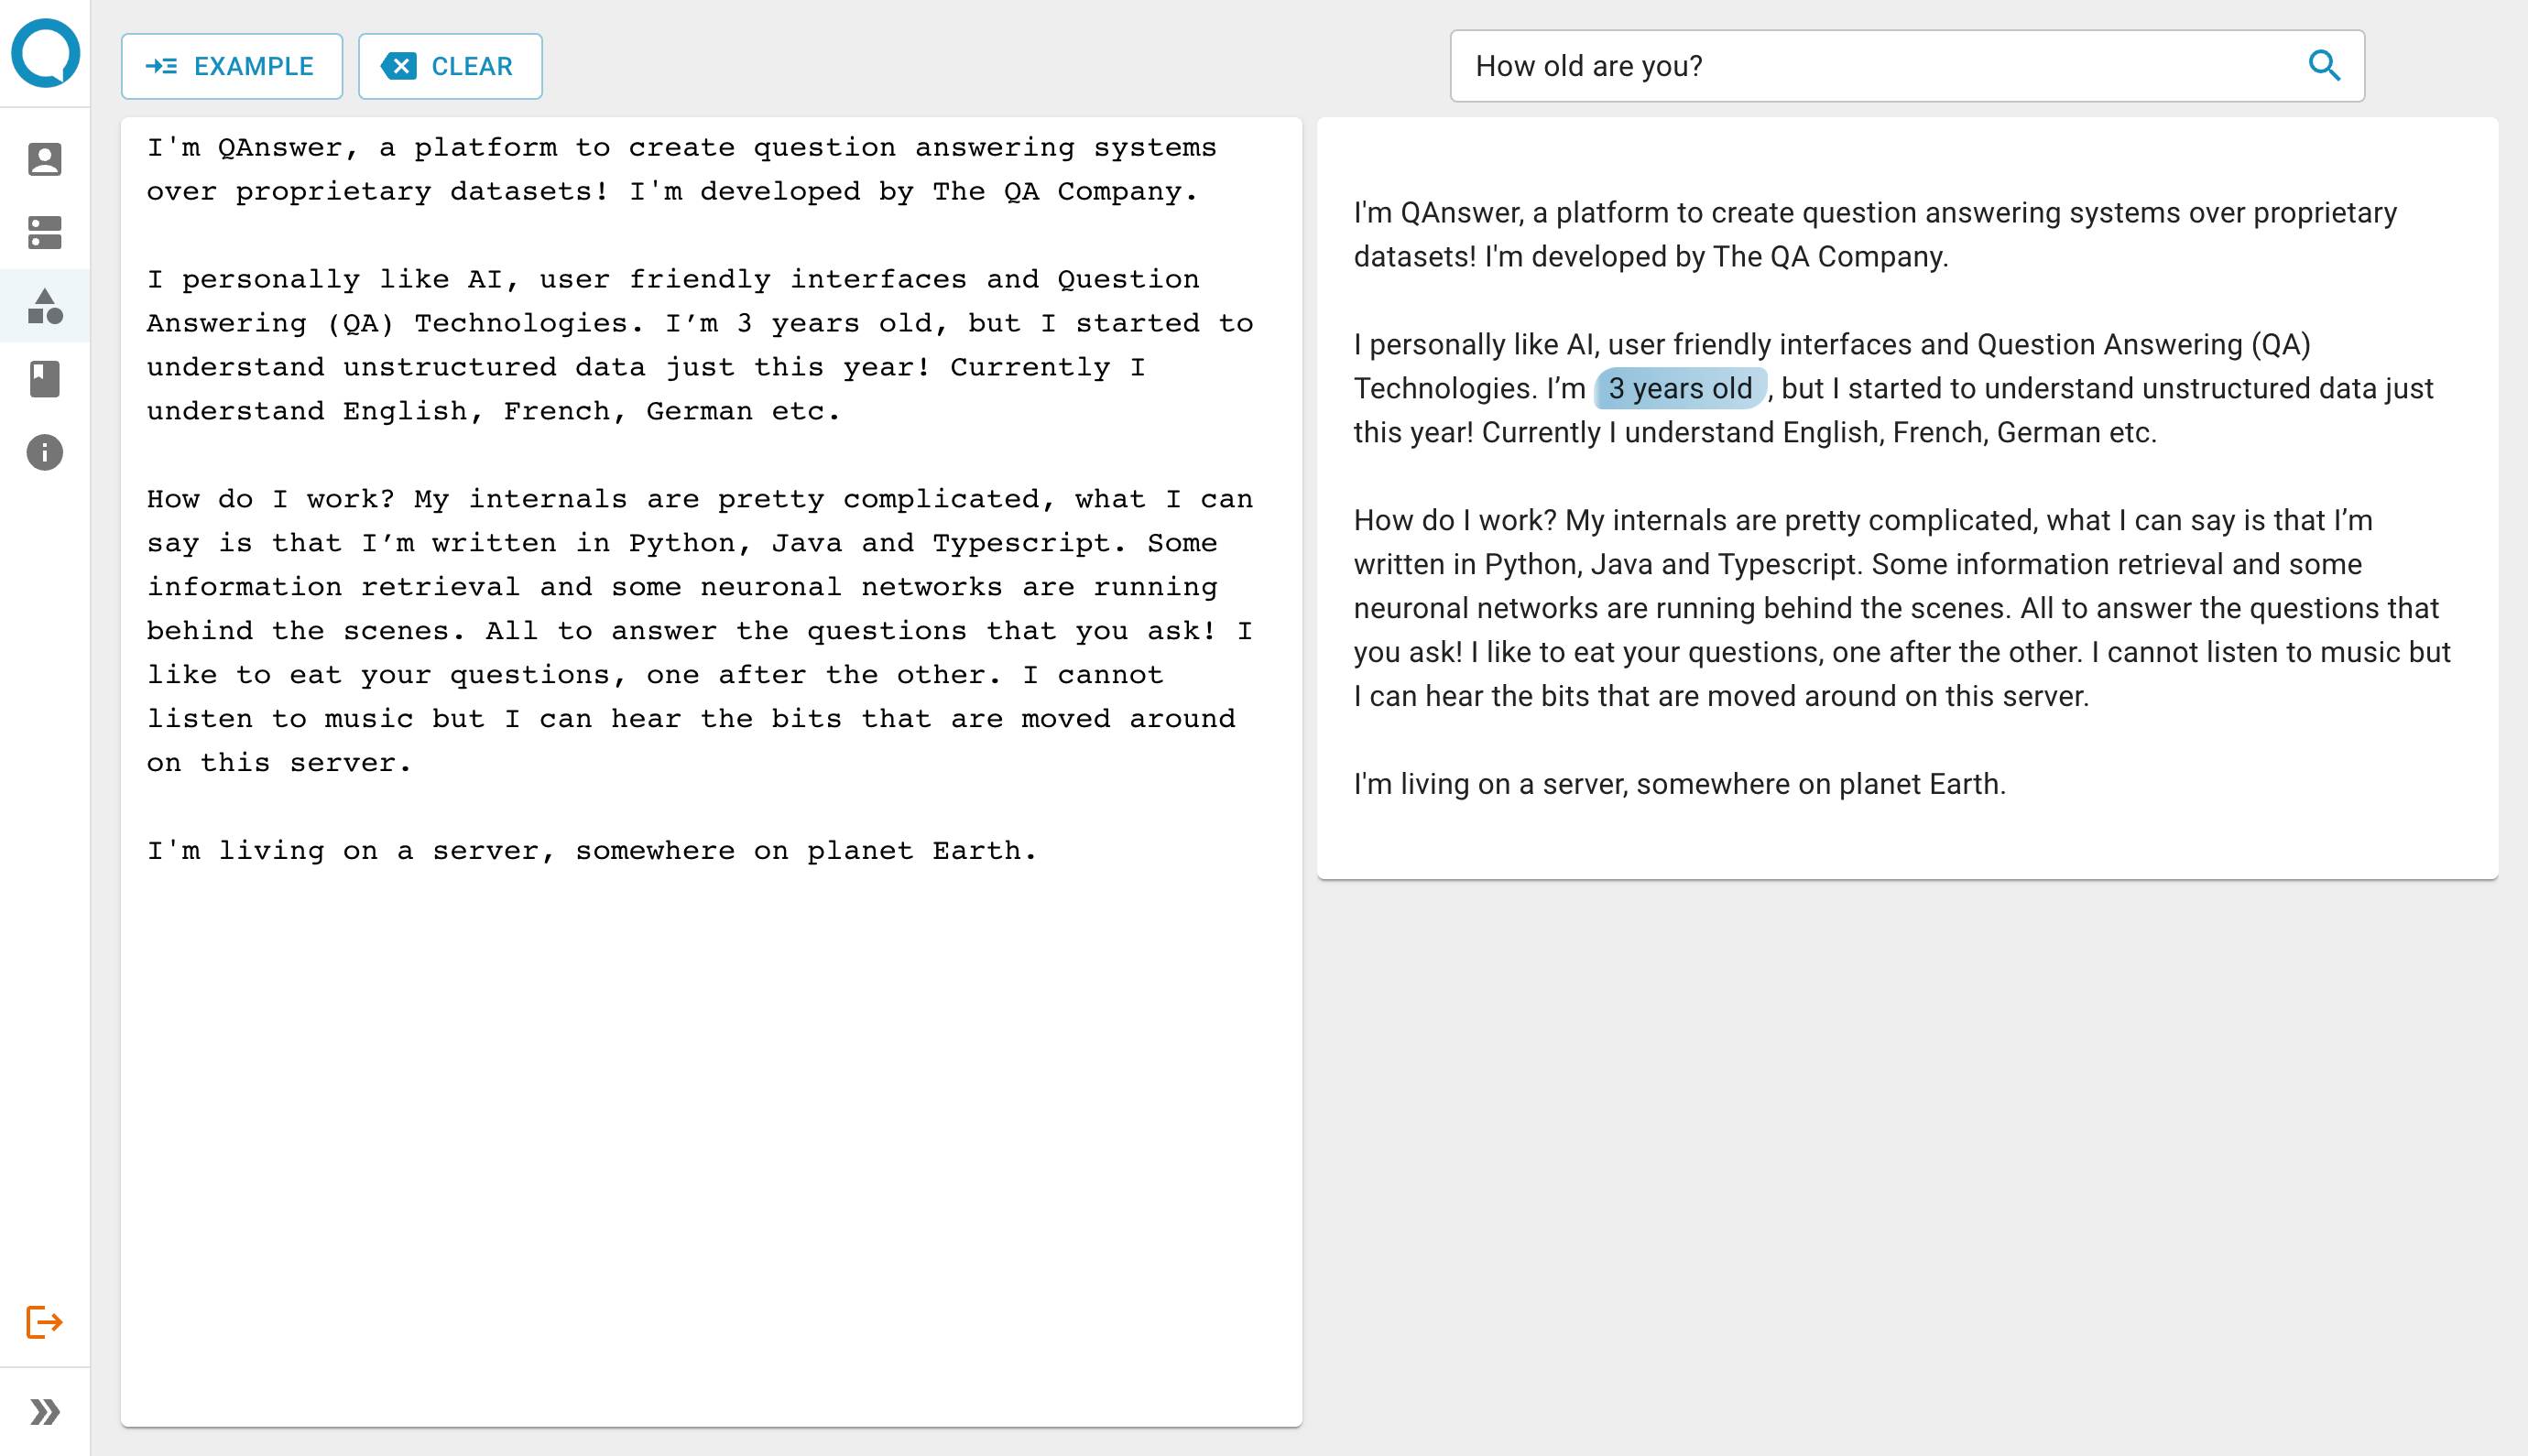 EXAMPLE
CLEAR
How old are you?
I'm QAnswer, a platform to create question answering systems
over proprietary datasets! I'm developed by The QA Company.
I personally like AI, user friendly interfaces and Question
Answering (QA) Technologies. I’m 3 years old, but I started to
understand unstructured data just this year! Currently I
understand English, French, German etc.
How do I work? My internals are pretty complicated, what I can
say is that I’m written in Python, Java and Typescript. Some
information retrieval and some neuronal networks are running
behind the scenes. All to answer the questions that you ask! I
like to eat your questions, one after the other. I cannot
listen to music but I can hear the bits that are moved around
on this server.
I'm living on a server, somewhere on planet Earth.
I'm QAnswer, a platform to create question answering systems over proprietary
datasets! I'm developed by The QA Company.
I personally like AI, user friendly interfaces and Question Answering (QA)
Technologies. I’m 3 years old, but I started to understand unstructured data just
this year! Currently I understand English, French, German etc.
How do I work? My internals are pretty complicated, what I can say is that I’m
written in Python, Java and Typescript. Some information retrieval and some
neuronal networks are running behind the scenes. All to answer the questions that
you ask! I like to eat your questions, one after the other. I cannot listen to music but
I can hear the bits that are moved around on this server.
I'm living on a server, somewhere on planet Earth.